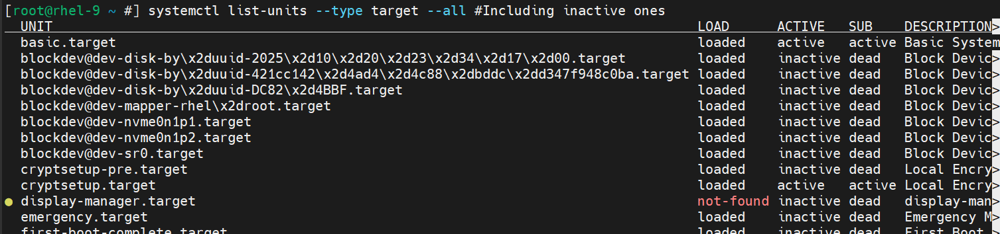 [root@rhel-9 ~ #] systemctl list-units --type target --all #Including inactive ones
UNIT LOAD ACTIVE SUB DESCRIPTION>
basic.target loaded active active Basic System
blockdev@dev-disk-by\x2duuid-2025\x2d10\x2d20\x2d23\x2d34\x2d17\x2d00.target loaded inactive dead Block Devic>
blockdev@dev-disk-by\x2duuid-421cc142\x2d4ad4\x2d4c88\x2dbddc\x2dd347f948c0ba.target loaded inactive dead Block Devic>
blockdev@dev-disk-by\x2duuid-DC82\x2d4BBF.target loaded inactive dead Block Devic>
blockdev@dev-mapper-rhel\x2droot.target loaded inactive dead Block Devic>
blockdev@dev-nvme0n1p1.target loaded inactive dead Block Devic>
blockdev@dev-nvme0n1p2.target loaded inactive dead Block Devic>
blockdev@dev-sr0.target loaded inactive dead Block Devic>
cryptsetup-pre.target loaded inactive dead Local Encry>
cryptsetup.target loaded active active Local Encry>
● display-manager.target not-found inactive dead display-man>
emergency.target loaded inactive dead Emergency M>
first-boot-complete.target loaded inactive dead First Boot >